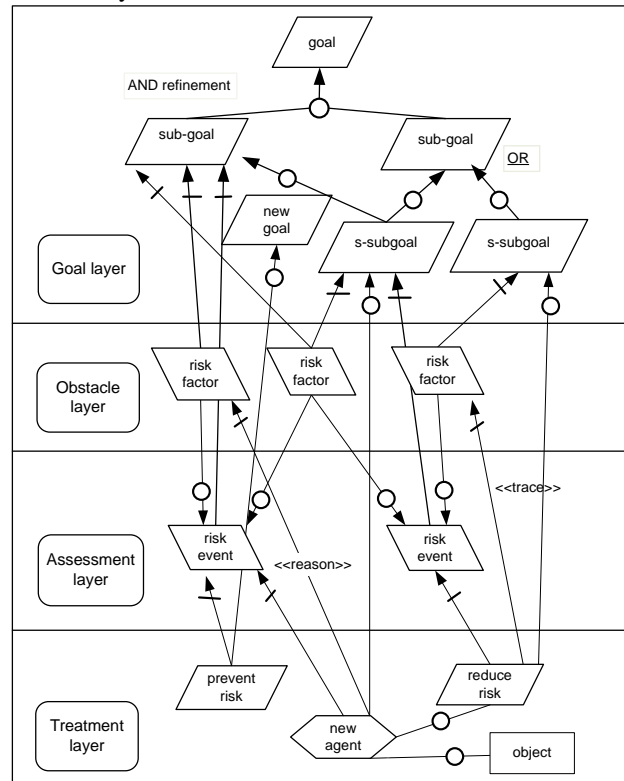 goal
AND refinement
sub-goal
sub-goal
OR
new
goal
s-subgoal
s-subgoal
Goal layer
risk
factor
risk
factor
risk
factor
Obstacle
layer
<<trace>>
risk
event
risk
event
<<reason>>
Assessment
layer
prevent
risk
reduce
risk
new
agent
object
Treatment
layer